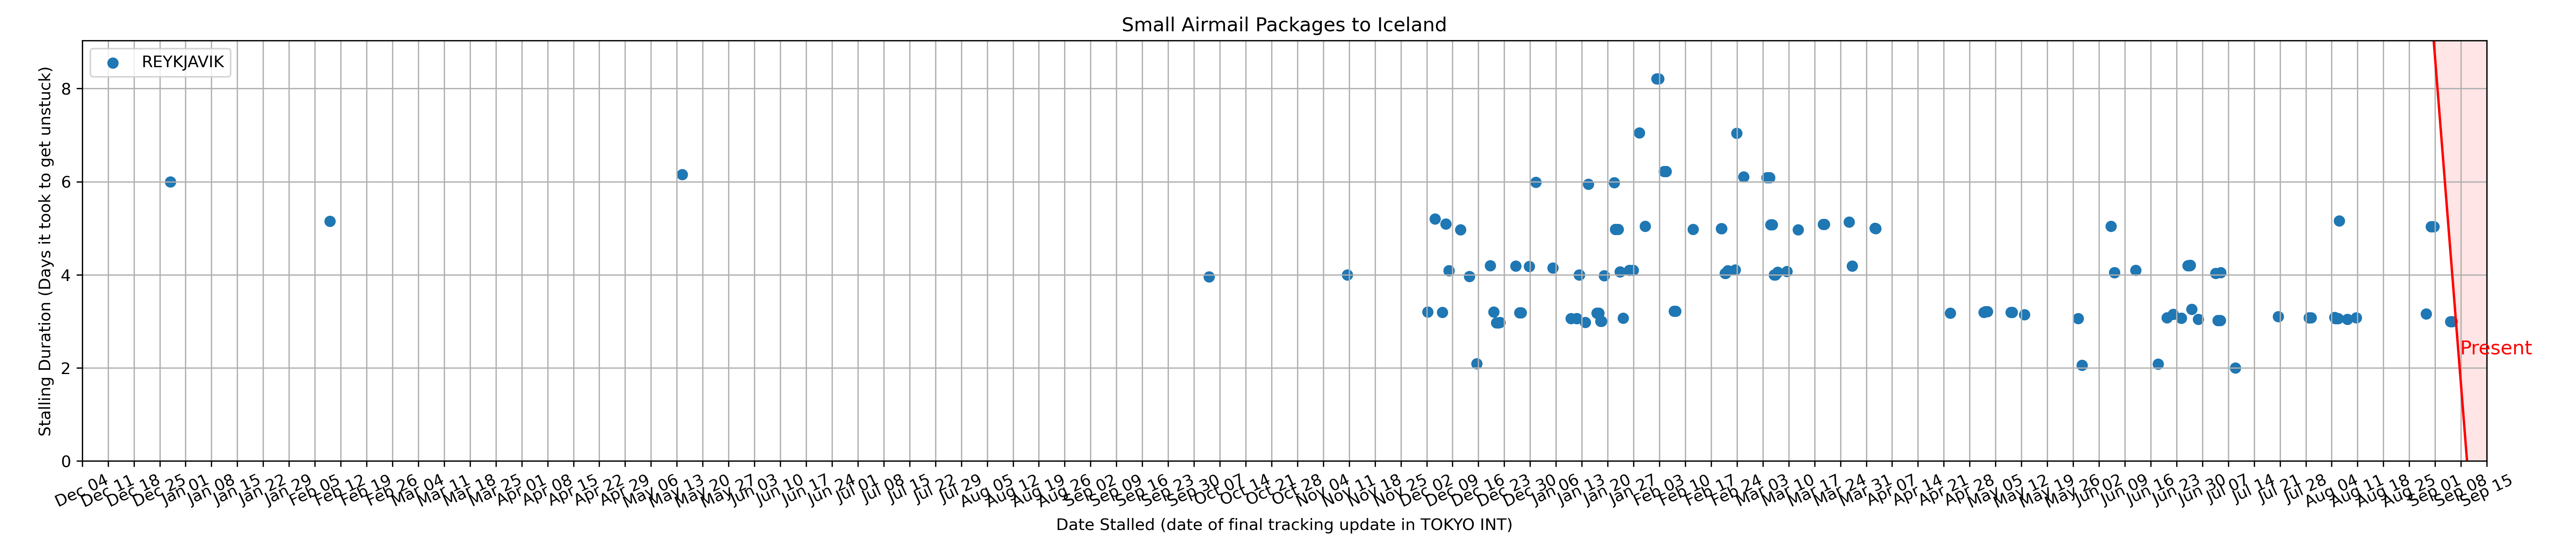 Small Airmail Packages to Iceland
REYKJAVIK
Stalling Duration (Days it took to get unstuck)
8
6
4
2
0
Present
Dec 04
Dec 11
Dec 18
Dec 25
Jan 01
Jan 08
Jan 15
Jan 22
Jan 29
Feb 05
Feb 12
Feb 19
Feb 26
Mar 04
Mar 11
Mar 18
Mar 25
Apr 01
Apr 08
Apr 15
Apr 22
Apr 29
May 06
May 13
May 20
May 27
Jun 03
Jun 10
Jun 17
Jun 24
Jul 01
Jul 08
Jul 15
Jul 22
Jul 29
Aug 05
Aug 12
Aug 19
Aug 26
Sep 02
Sep 09
Sep 16
Sep 23
Sep 30
Oct 07
Oct 14
Oct 21
Oct 28
Nov 04
Nov 11
Nov 18
Nov 25
Dec 02
Dec 09
Dec 16
Dec 23
Dec 30
Jan 06
Jan 13
Jan 20
Jan 27
Feb 03
Feb 10
Feb 17
Feb 24
Mar 03
Mar 10
Mar 17
Mar 24
Mar 31
Apr 07
Apr 14
Apr 21
Apr 28
May 05
May 12
May 19
May 26
Jun 02
Jun 09
Jun 16
Jun 23
Jun 30
Jul 07
Jul 14
Jul 21
Jul 28
Aug 04
Aug 11
Aug 18
Aug 25
Sep 01
Sep 08
Sep 15
Date Stalled (date of final tracking update in TOKYO INT)